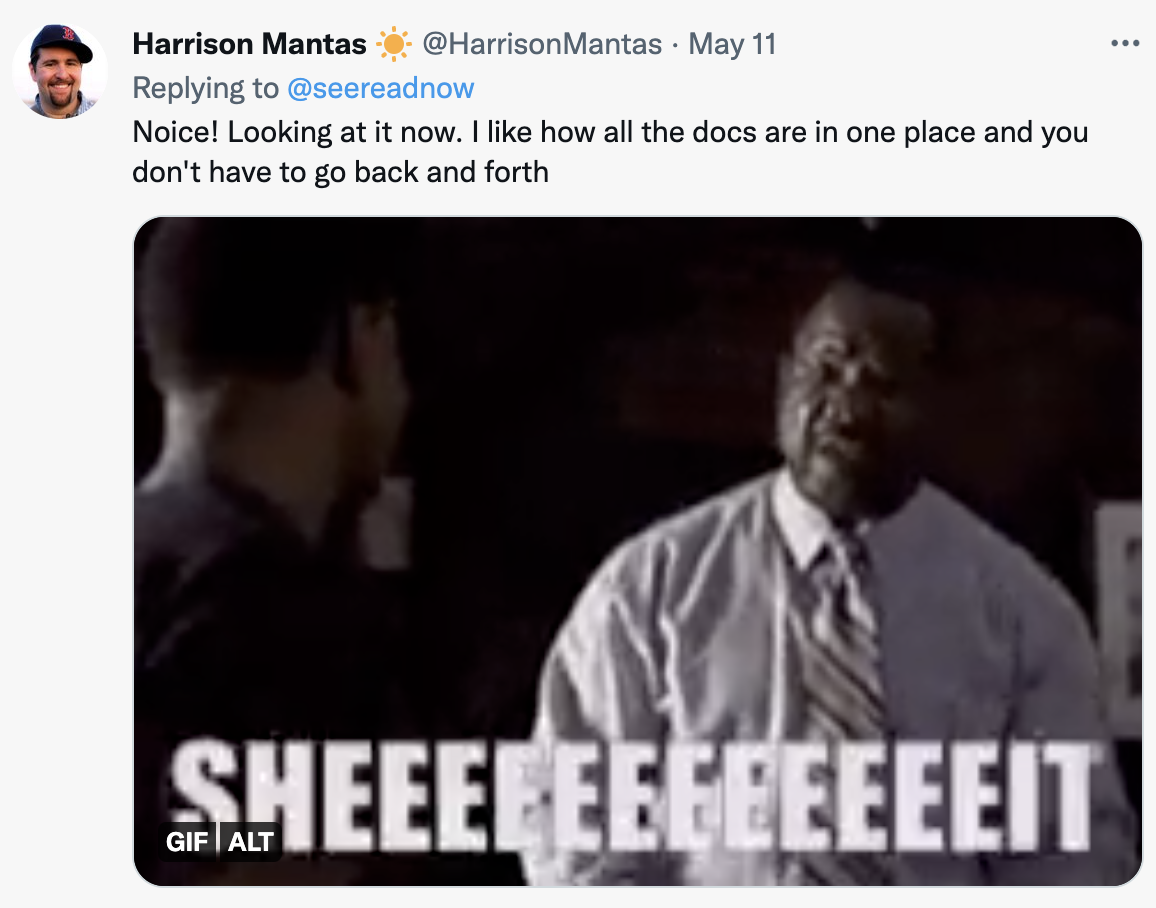 Harrison Mantas ☀️ @HarrisonMantas · May 11
Replying to @seereadnow
Noice! Looking at it now. I like how all the docs are in one place and you
don't have to go back and forth
SHEEEEEEEEEEEEIT
GIF ALT